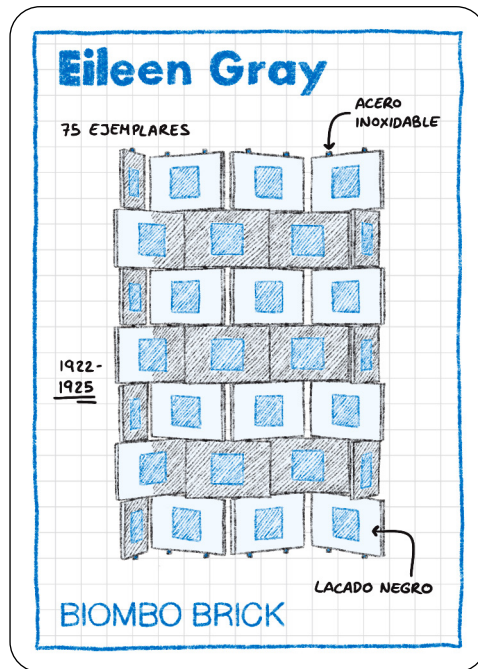 Eileen Gray
75 EJEMPLARES
ACERO
INOXIDABLE
1922-
1925
LACADO NEGRO
BIOMBO BRICK